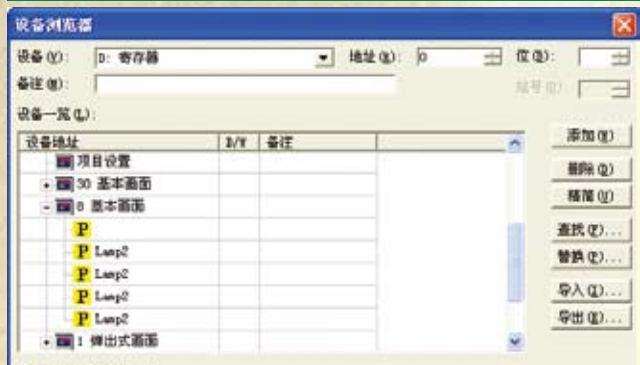 设备浏览器
设备(V): D: 寄存器 地址(R): 0 位(B):
备注(M):
站号
设备一览(L):
设备地址 B/W 备注
项目设置
30 基本画面
8 基本画面
P
P Lamp2
P Lamp2
P Lamp2
P Lamp2
1 弹出式画面
添加
删除
精简
查找
替换
导入
导出